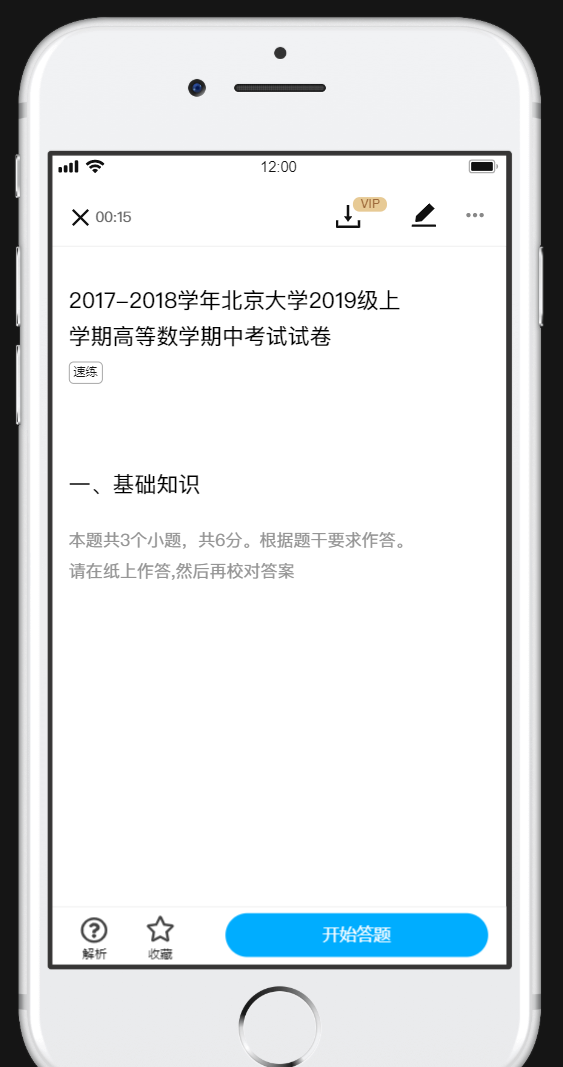 12:00
00:15
VIP
2017-2018学年北京大学2019级上
学期高等数学期中考试试卷
速练
一、基础知识
本题共3个小题，共6分。根据题干要求作答。
请在纸上作答,然后再校对答案
解析
收藏
开始答题